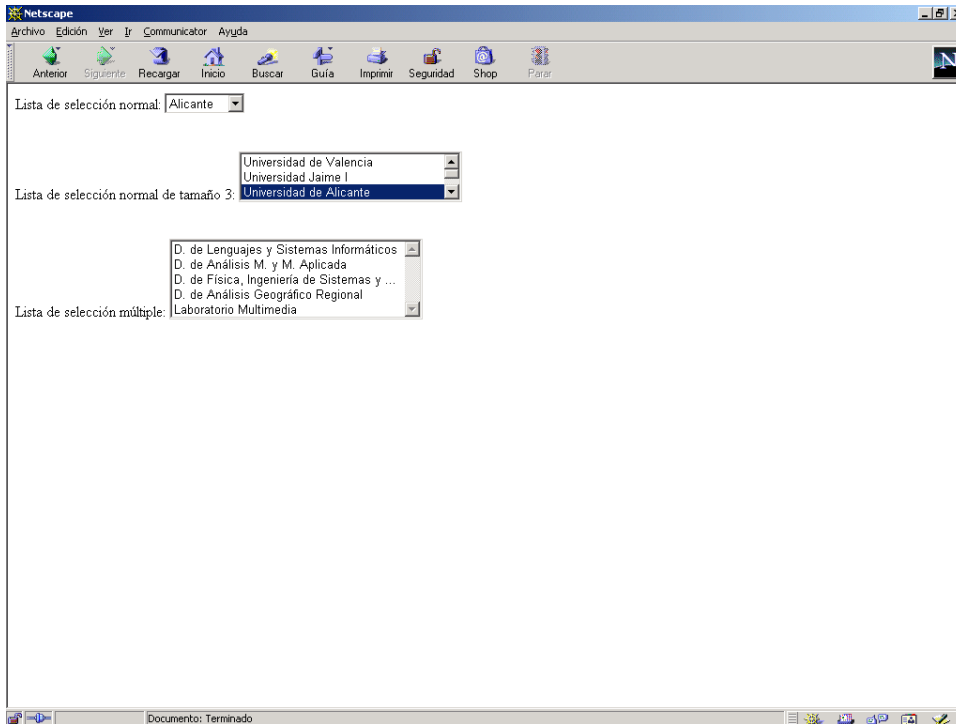 Netscape
Archivo Edición Ver Ir Communicator Ayuda
Anterior Siguiente Recargar Inicio Buscar Guía Imprimir Seguridad Shop Parar
N
Lista de selección normal: Alicante
Universidad de Valencia
Universidad Jaime I
Lista de selección normal de tamaño 3: Universidad de Alicante
D. de Lenguajes y Sistemas Informáticos
D. de Análisis M. y M. Aplicada
D. de Física, Ingeniería de Sistemas y ...
D. de Análisis Geográfico Regional
Lista de selección múltiple: Laboratorio Multimedia
Documento: Terminado